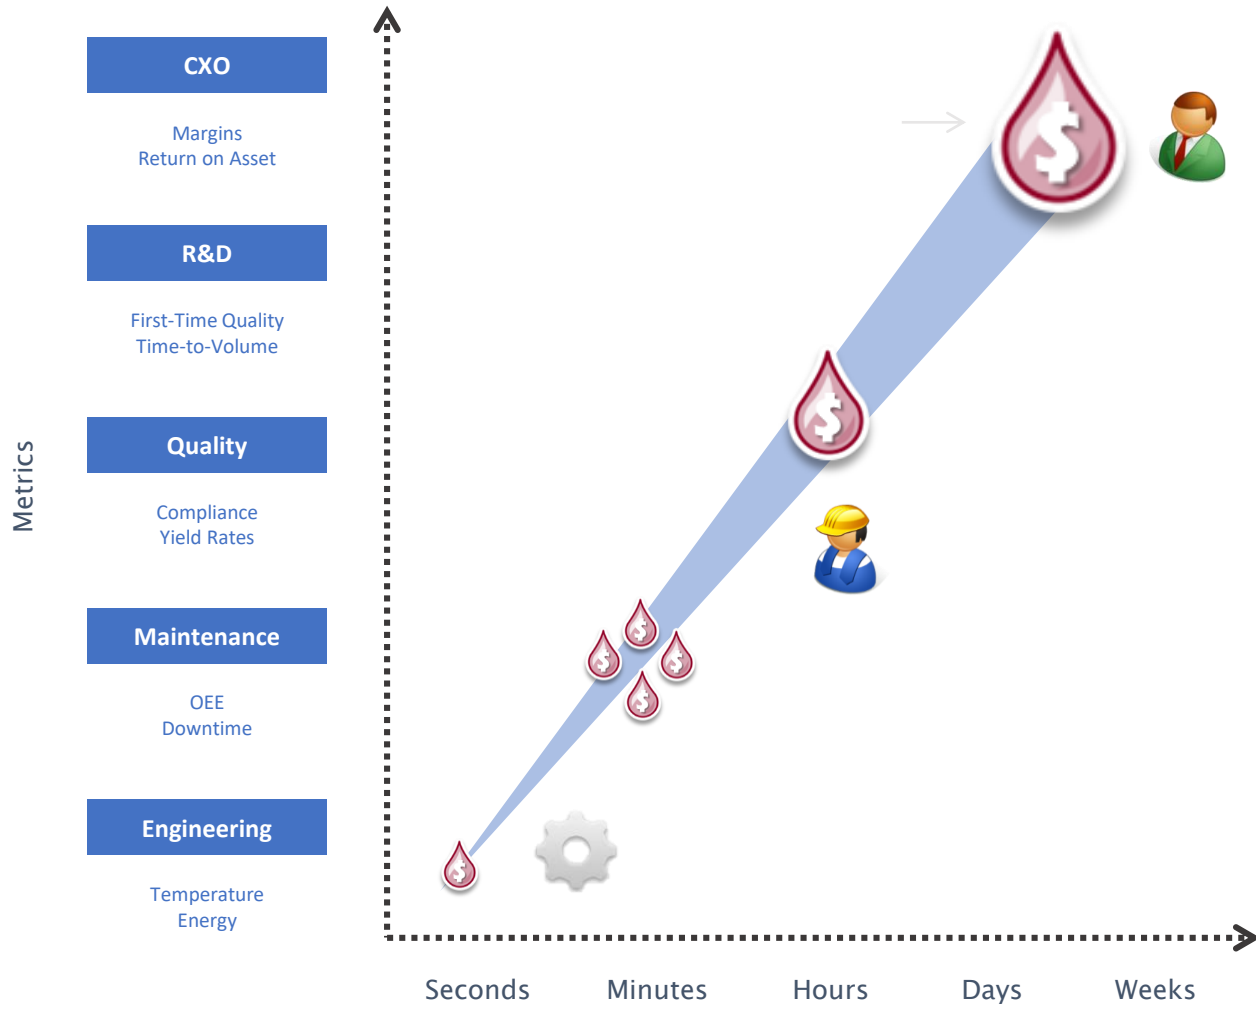 CXO
Margins
Return on Asset
R&D
First-Time Quality
Time-to-Volume
Quality
Compliance
Yield Rates
Maintenance
OEE
Downtime
Engineering
Temperature
Energy
Metrics
$
$
$
$
$
$
$
Seconds Minutes Hours Days Weeks